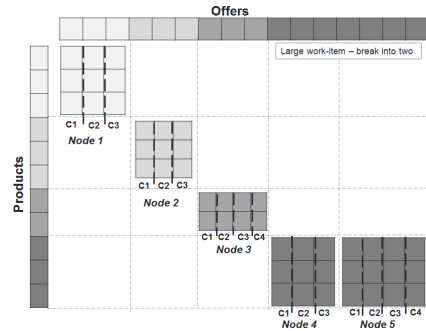 Offers
Large work-item – break into two
Products
C1 C2 C3
Node 1
C1 C2 C3
Node 2
C1 C2 C3 C4
Node 3
C1 C2 C3
Node 4
C1 C2 C3 C4
Node 5